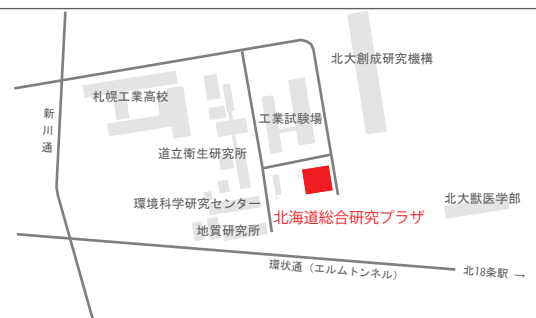 北大創成研究機構
札幌工業高校
新川通
工業試験場
道立衛生研究所
環境科学研究センター
北大獣医学部
北海道総合研究プラザ
地質研究所
環状通（エルムトンネル）
北18条駅 →